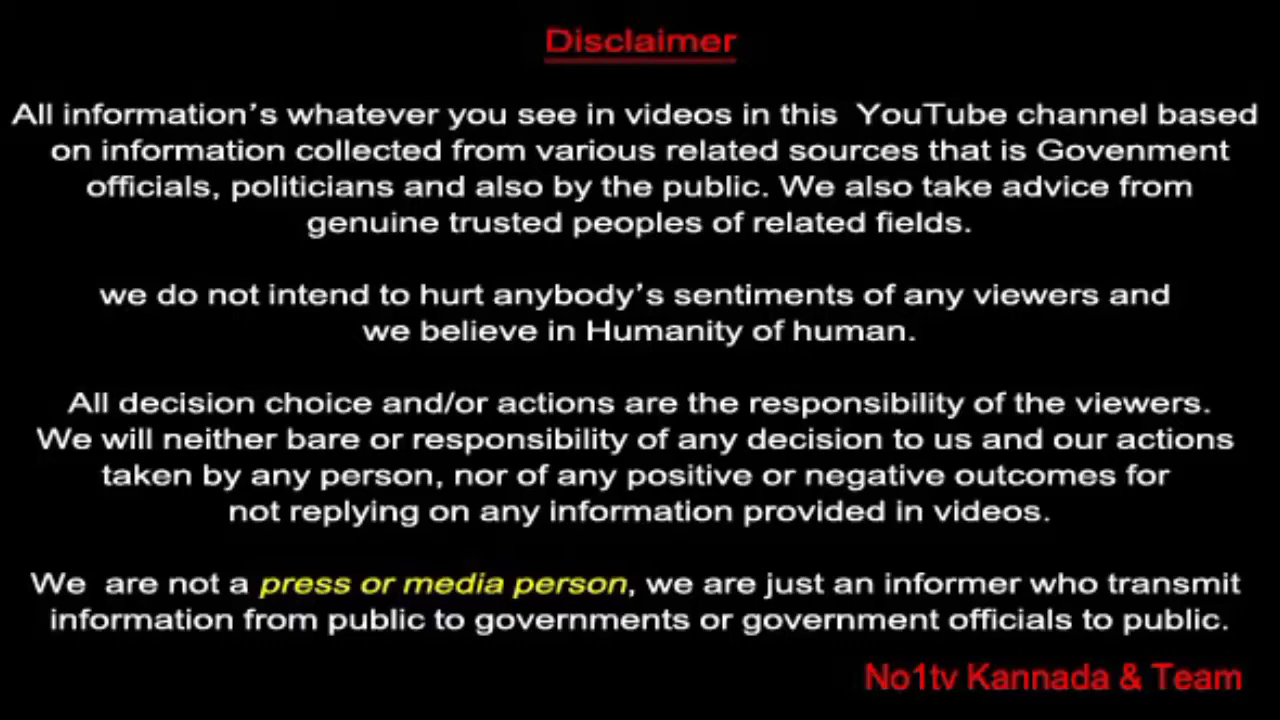 Disclaimer
All information's whatever you see in videos in this YouTube channel based
on information collected from various related sources that is Govenment
officials, politicians and also by the public. We also take advice from
genuine trusted peoples of related fields.
we do not intend to hurt anybody's sentiments of any viewers and
we believe in Humanity of human.
All decision choice and/or actions are the responsibility of the viewers.
We will neither bare or responsibility of any decision to us and our actions
taken by any person, nor of any positive or negative outcomes for
not replying on any information provided in videos.
We are not a press or media person, we are just an informer who transmit
information from public to governments or government officials to public.
No1tv Kannada & Team